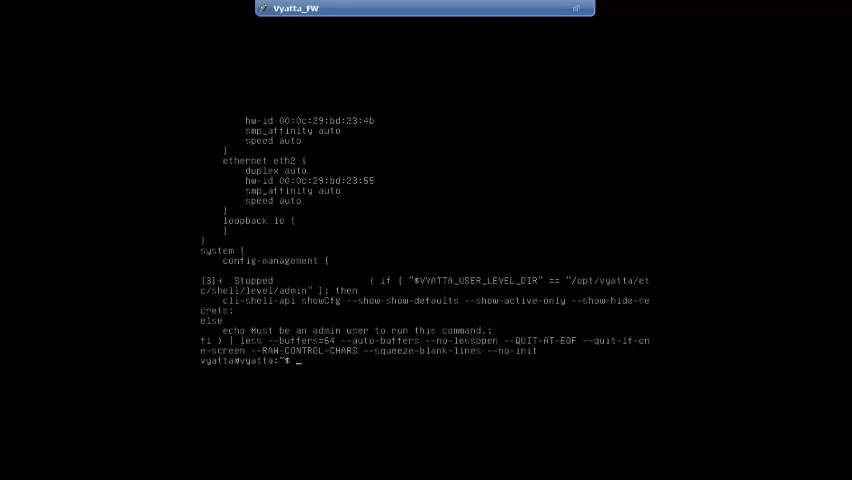 Vyatta_FW
hw-id 00:0c:29:bd:23:4b
smp_affinity auto
speed auto
}
ethernet eth2 {
duplex auto
hw-id 00:0c:29:bd:23:55
smp_affinity auto
speed auto
}
loopback lo {
}
}
system {
config-management {
[3]+  Stopped                 ( if [ "$VYATTA_USER_LEVEL_DIR" == "/opt/vyatta/et
c/shell/level/admin" ]; then
cli-shell-api showCfg --show-show-defaults --show-active-only --show-hide-se
crets;
else
echo Must be an admin user to run this command.;
fi ) | less --buffers=64 --auto-buffers --no-lessopen --QUIT-AT-EOF --quit-if-on
e-screen --RAW-CONTROL-CHARS --squeeze-blank-lines --no-init
vyatta@vyatta:~$ _